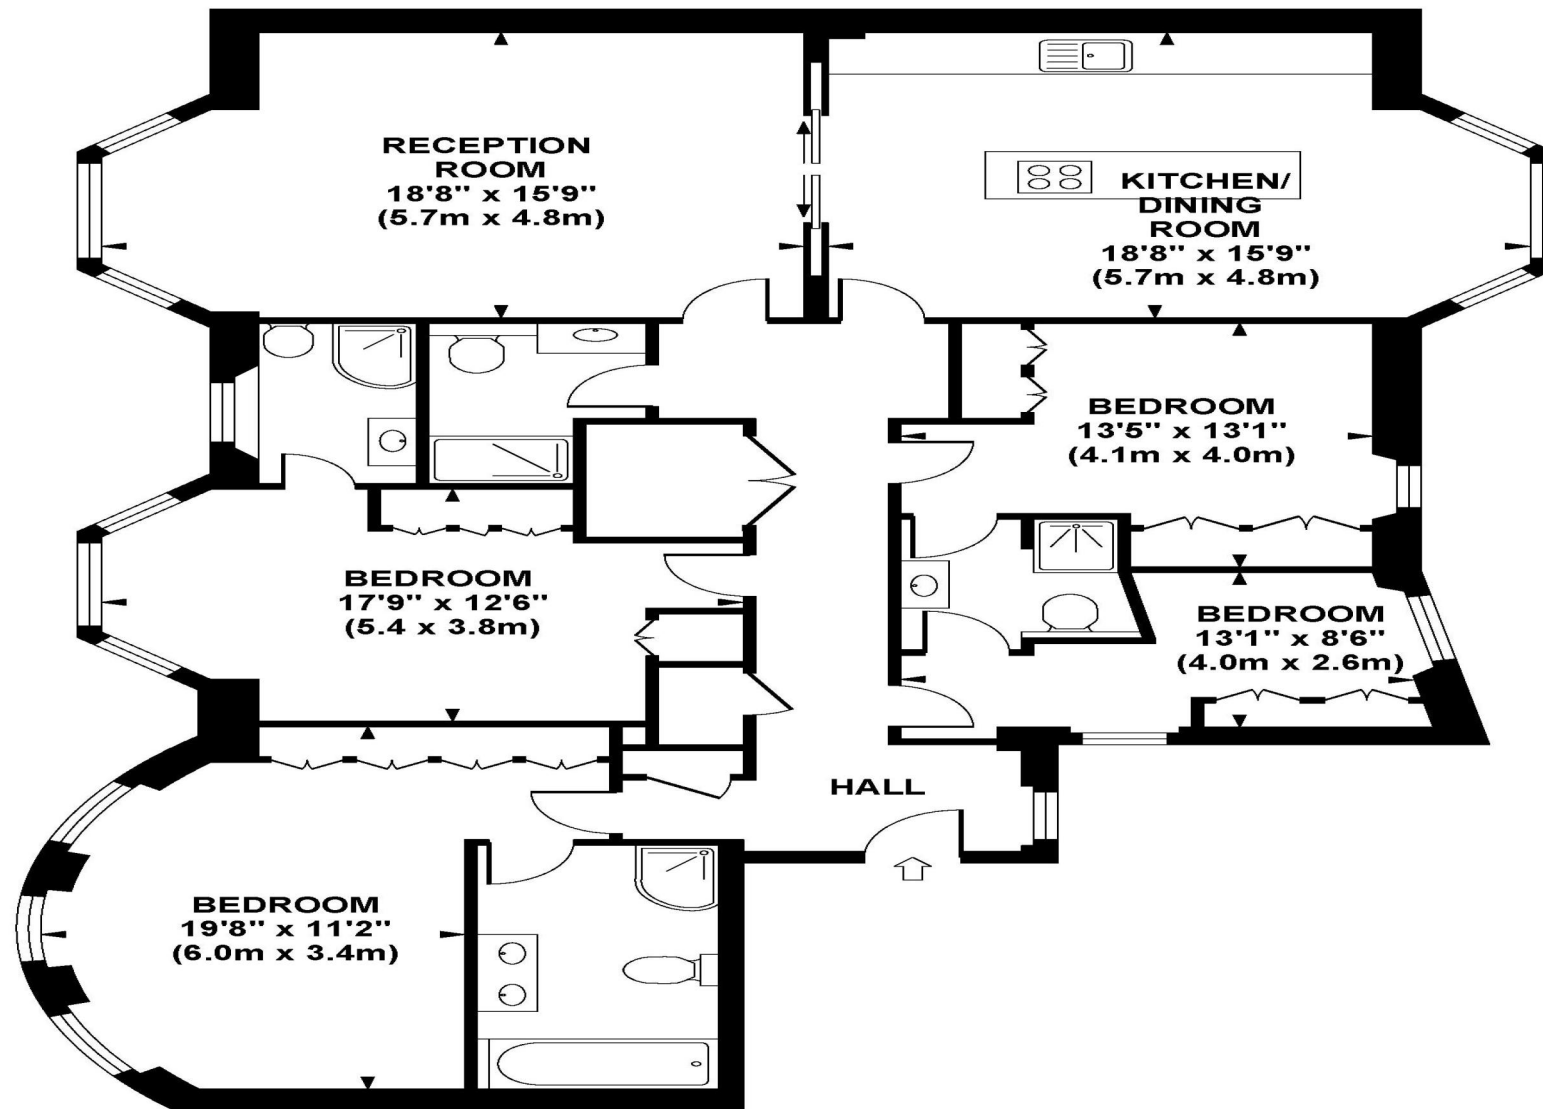 RECEPTION
ROOM
18'8" x 15'9"
(5.7m x 4.8m)
KITCHEN/
DINING
ROOM
18'8" x 15'9"
(5.7m x 4.8m)
BEDROOM
13'5" x 13'1"
(4.1m x 4.0m)
BEDROOM
17'9" x 12'6"
(5.4 x 3.8m)
BEDROOM
13'1" x 8'6"
(4.0m x 2.6m)
HALL
BEDROOM
19'8" x 11'2"
(6.0m x 3.4m)